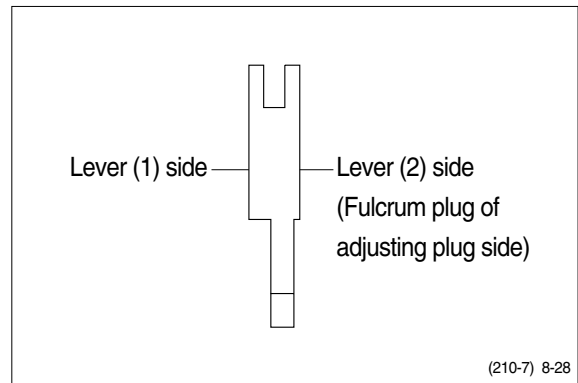 Lever (1) side
Lever (2) side
(Fulcrum plug of
adjusting plug side)
(210-7) 8-28